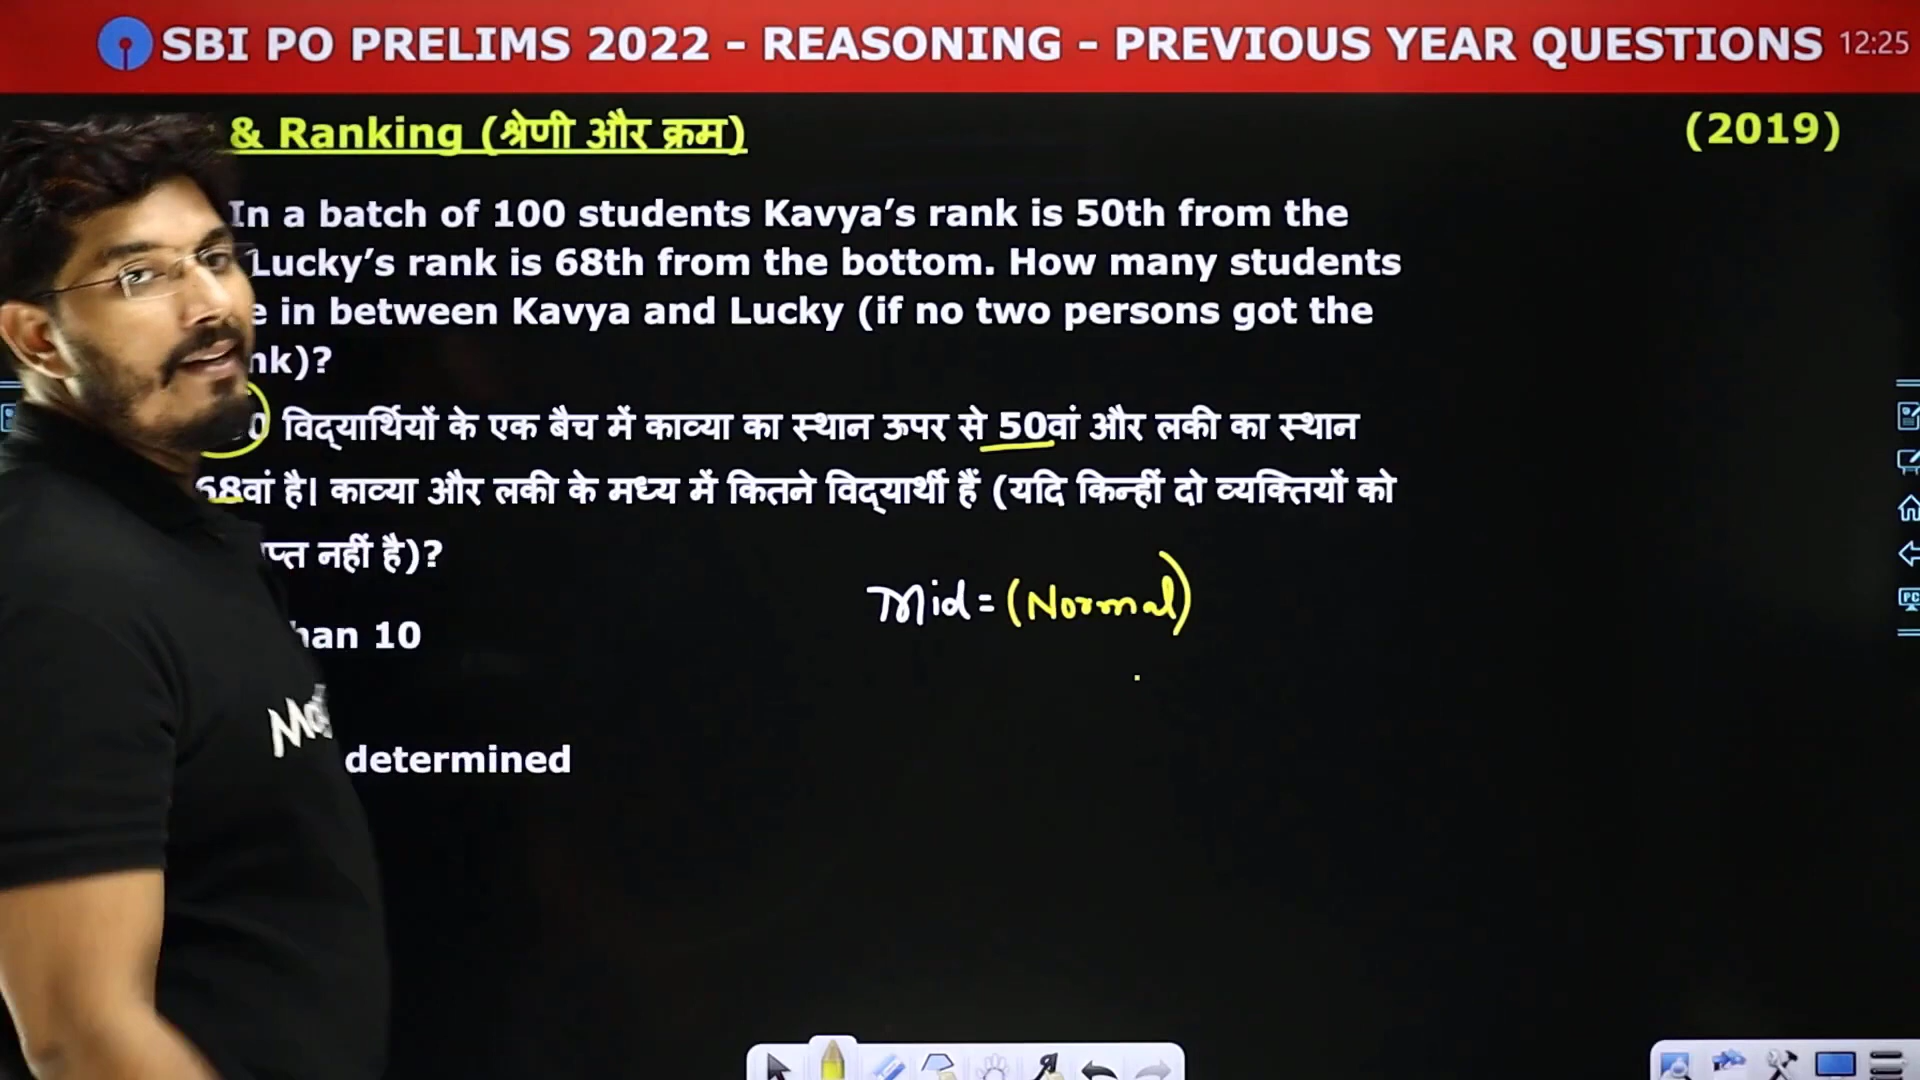 SBI PO PRELIMS 2022 - REASONING - PREVIOUS YEAR QUESTIONS 12:25
& Ranking (श्रेणी और क्रम) (2019)
In a batch of 100 students Kavya’s rank is 50th from the
Lucky’s rank is 68th from the bottom. How many students
in between Kavya and Lucky (if no two persons got the
विद्यार्थियों के एक बैच में काव्या का स्थान ऊपर से 50वां और लकी का स्थान
68वां है। काव्या और लकी के मध्य में कितने विद्यार्थी हैं (यदि किन्हीं दो व्यक्तियों को
नहीं है)?
Mid = (Normal)
10
determined
PC